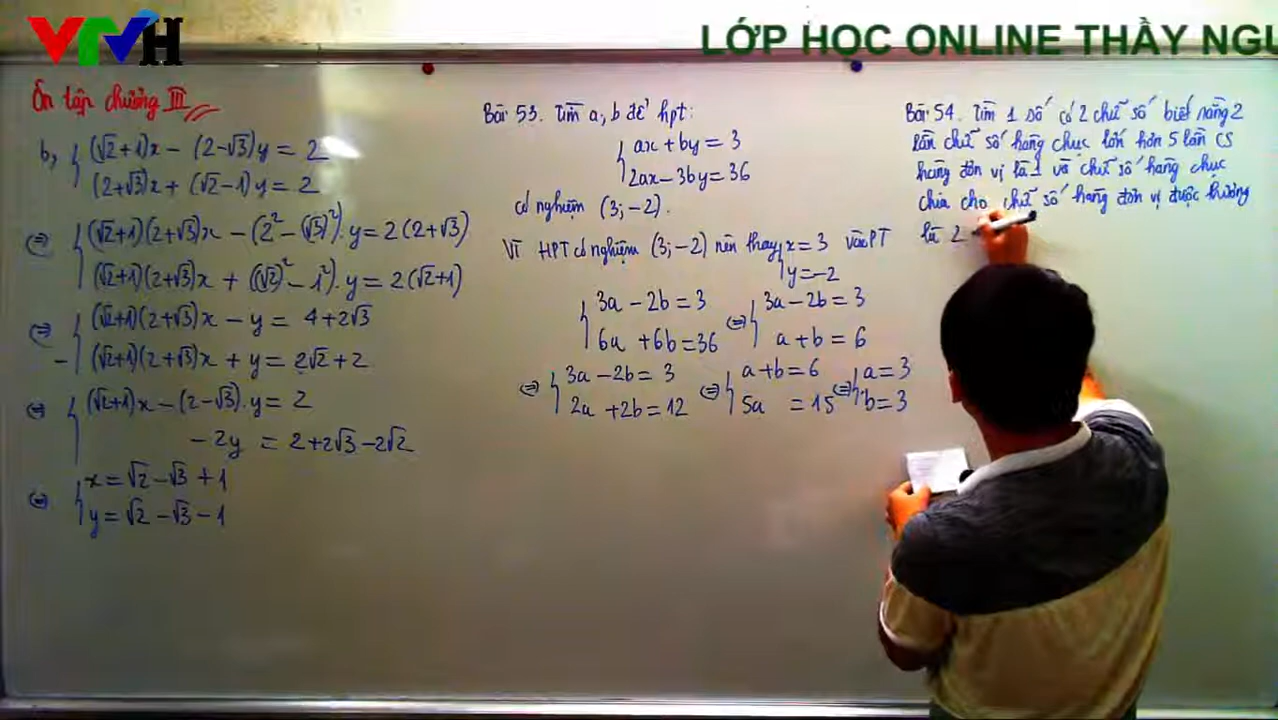 VTVH
LỚP HỌC ONLINE THẦY NGU
Ôn tập chương III
b, (√2+1)x − (2−√3)y = 2
(2+√3)x + (√2−1)y = 2
⇔ (√2+1)(2+√3)x − (2² − (√3)²).y = 2(2+√3)
(√2+1)(2+√3)x + ((√2)² − 1²).y = 2(√2+1)
⇔ (√2+1)(2+√3)x − y = 4+2√3
− (√2+1)(2+√3)x + y = 2√2+2
⇔ (√2+1)x − (2−√3).y = 2
−2y = 2+2√3−2√2
⇔ x = √2 − √3 + 1
y = √2 − √3 − 1
Bài 53. Tìm a, b để hpt:
ax + by = 3
2ax − 3by = 36
có nghiệm (3; −2).
Vì HPT có nghiệm (3; −2) nên thay x = 3 vào PT
y = −2
3a − 2b = 3 ⇔ 3a − 2b = 3
6a + 6b = 36 a + b = 6
⇔ 3a − 2b = 3 ⇔ a + b = 6 ⇔ a = 3
2a + 2b = 12 5a = 15 b = 3
Bài 54. Tìm 1 số có 2 chữ số biết rằng 2
lần chữ số hàng chục lớn hơn 5 lần CS
hàng đơn vị là 1 và chữ số hàng chục
chia cho chữ số hàng đơn vị được thương
là 2